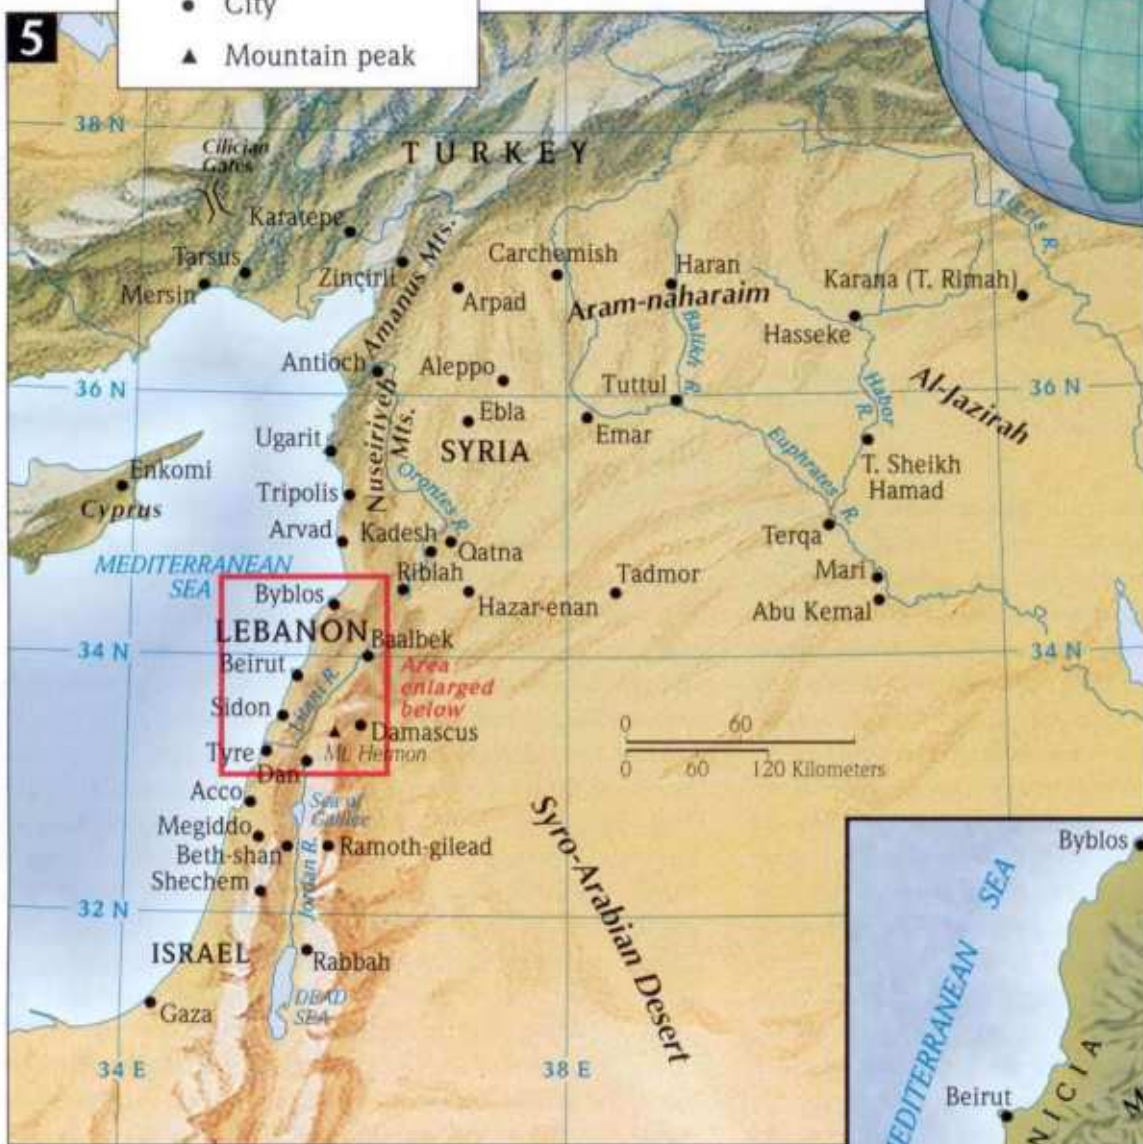 5
City
Mountain peak
38 N
Cilician
Gates
TURKEY
Tigris R.
Karatepe
Tarsus
Mersin
Zinçirli
Amanus Mts.
Carchemish
Arpad
Haran
Aram-naharaim
Karana (T. Rimah)
Hasseke
Balikh R.
Antioch
Aleppo
Tuttul
36 N
36 N
Habor R.
Al-Jazirah
Ebla
Emar
Ugarit
Nuseiriyeh
Mts.
SYRIA
Euphrates R.
T. Sheikh
Hamad
Enkomi
Cyprus
Tripolis
Orontes R.
Arvad
Kadesh
Qatna
Terqa
MEDITERRANEAN
SEA
Riblah
Hazar-enan
Tadmor
Mari
Abu Kemal
Byblos
LEBANON
Baalbek
34 N
34 N
Beirut
Litani R.
Area
enlarged
below
Sidon
Damascus
Tyre
Mt. Hermon
Dan
0 60
0 60 120 Kilometers
Acco
Sea of
Galilee
Megiddo
Beth-shan
Ramoth-gilead
Shechem
Jordan R.
Syro-Arabian Desert
32 N
ISRAEL
Rabbah
Gaza
DEAD
SEA
34 E
38 E
Byblos
MEDITERRANEAN SEA
Beirut
NICIA
M